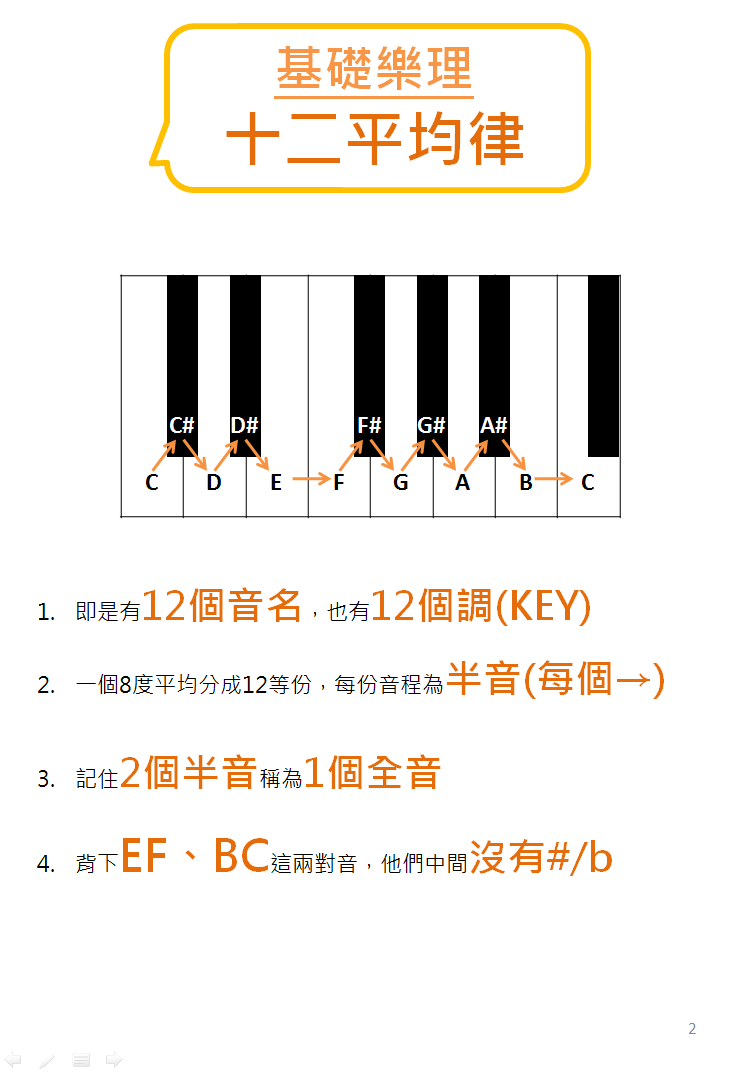 基礎樂理
十二平均律
C# D# F# G# A#
C D E F G A B C
1. 即是有12個音名，也有12個調(KEY)
2. 一個8度平均分成12等份，每份音程為半音(每個→)
3. 記住2個半音稱為1個全音
4. 背下EF、BC這兩對音，他們中間沒有#/b
2